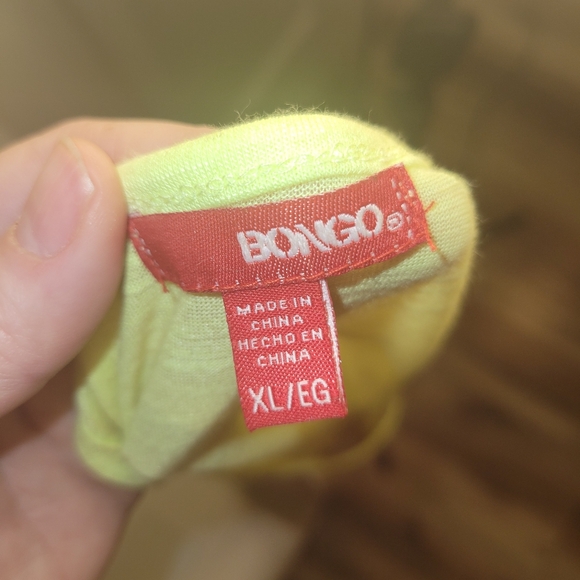 BONGO®
MADE IN
CHINA
HECHO EN
CHINA
XL/EG